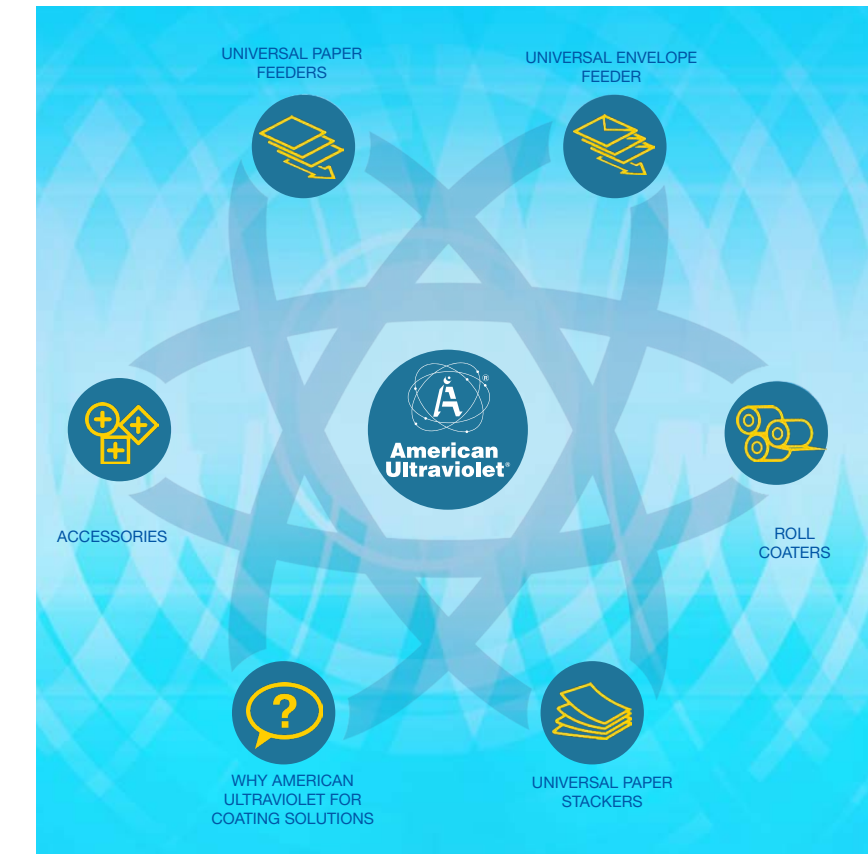 UNIVERSAL PAPER
FEEDERS
UNIVERSAL ENVELOPE
FEEDER
American
Ultraviolet®
ACCESSORIES
ROLL
COATERS
WHY AMERICAN
ULTRAVIOLET FOR
COATING SOLUTIONS
UNIVERSAL PAPER
STACKERS